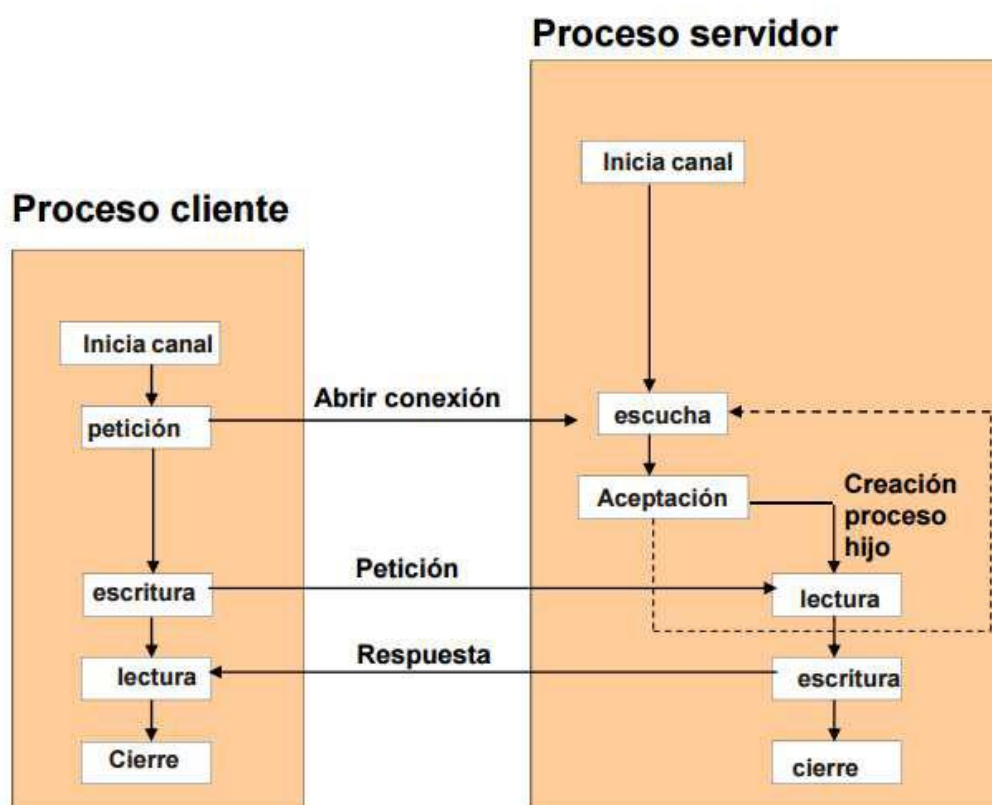 Proceso servidor
Inicia canal
Proceso cliente
Inicia canal
Abrir conexión
petición
escucha
Aceptación
Creación
proceso
hijo
Petición
escritura
lectura
Respuesta
lectura
escritura
Cierre
cierre